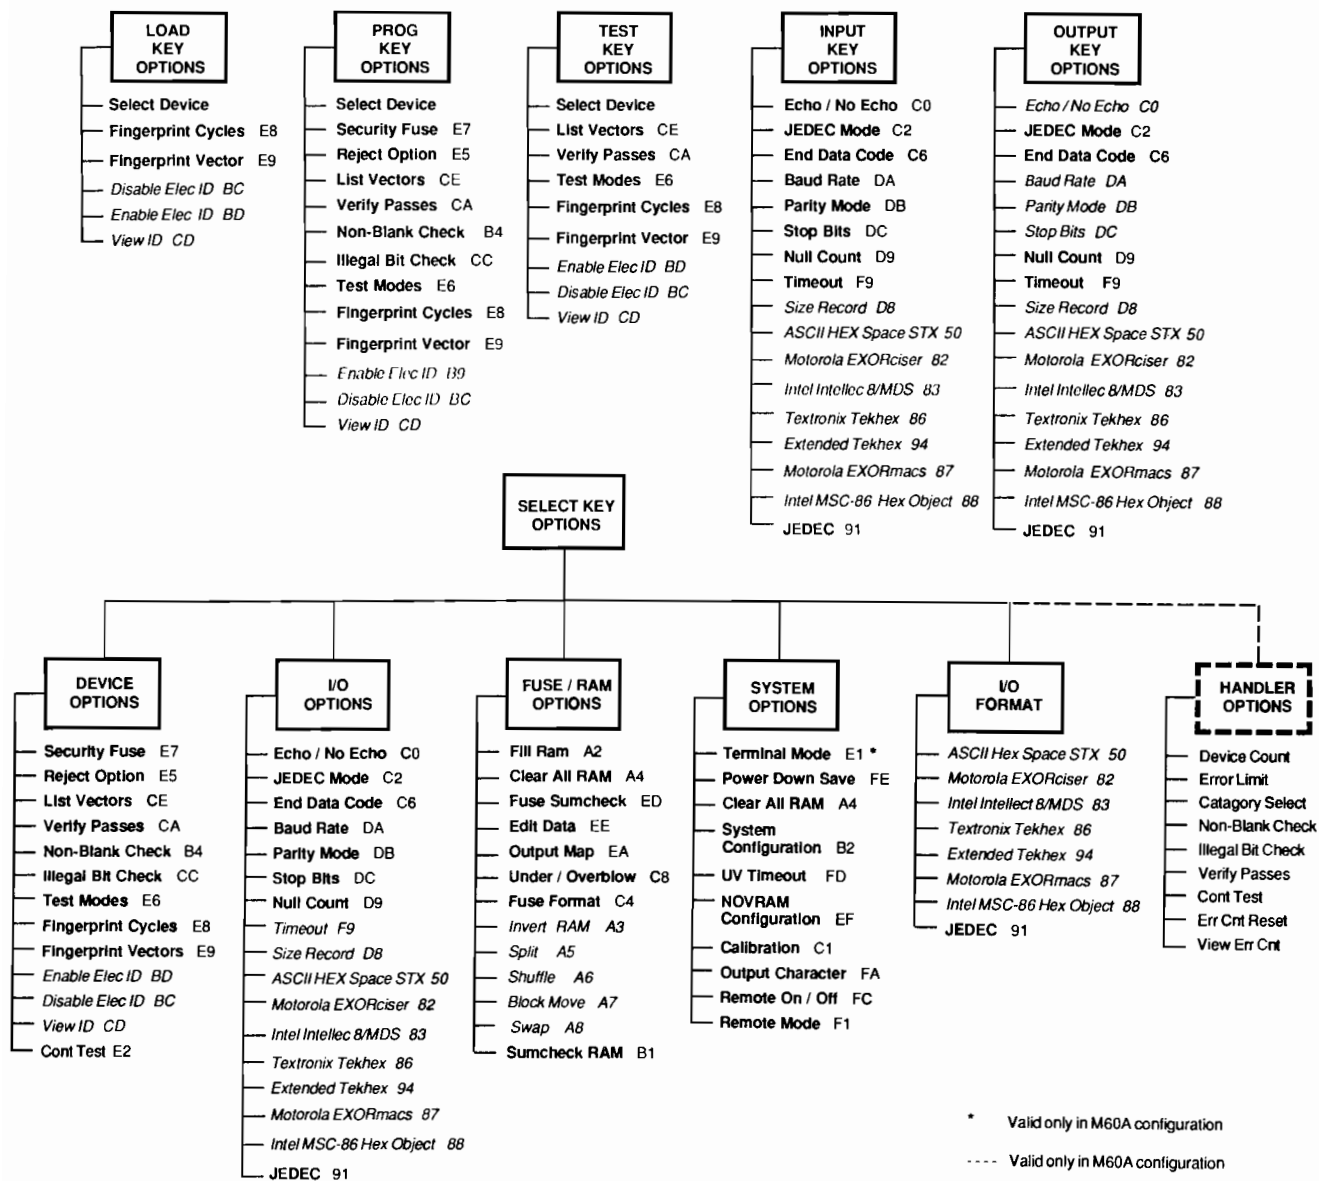 LOAD
KEY
OPTIONS
Select Device
Fingerprint Cycles E8
Fingerprint Vector E9
Disable Elec ID BC
Enable Elec ID BD
View ID CD
PROG
KEY
OPTIONS
Select Device
Security Fuse E7
Reject Option E5
List Vectors CE
Verify Passes CA
Non-Blank Check B4
Illegal Bit Check CC
Test Modes E6
Fingerprint Cycles E8
Fingerprint Vector E9
Enable Elec ID B9
Disable Elec ID BC
View ID CD
TEST
KEY
OPTIONS
Select Device
List Vectors CE
Verify Passes CA
Test Modes E6
Fingerprint Cycles E8
Fingerprint Vector E9
Enable Elec ID BD
Disable Elec ID BC
View ID CD
INPUT
KEY
OPTIONS
Echo / No Echo C0
JEDEC Mode C2
End Data Code C6
Baud Rate DA
Parity Mode DB
Stop Bits DC
Null Count D9
Timeout F9
Size Record D8
ASCII HEX Space STX 50
Motorola EXORciser 82
Intel Intellec 8/MDS 83
Textronix Tekhex 86
Extended Tekhex 94
Motorola EXORmacs 87
Intel MSC-86 Hex Object 88
JEDEC 91
OUTPUT
KEY
OPTIONS
Echo / No Echo C0
JEDEC Mode C2
End Data Code C6
Baud Rate DA
Parity Mode DB
Stop Bits DC
Null Count D9
Timeout F9
Size Record D8
ASCII HEX Space STX 50
Motorola EXORciser 82
Intel Intellec 8/MDS 83
Textronix Tekhex 86
Extended Tekhex 94
Motorola EXORmacs 87
Intel MSC-86 Hex Object 88
JEDEC 91
SELECT KEY
OPTIONS
DEVICE
OPTIONS
Security Fuse E7
Reject Option E5
List Vectors CE
Verify Passes CA
Non-Blank Check B4
Illegal Bit Check CC
Test Modes E6
Fingerprint Cycles E8
Fingerprint Vectors E9
Enable Elec ID BD
Disable Elec ID BC
View ID CD
Cont Test E2
I/O
OPTIONS
Echo / No Echo C0
JEDEC Mode C2
End Data Code C6
Baud Rate DA
Parity Mode DB
Stop Bits DC
Null Count D9
Timeout F9
Size Record D8
ASCII HEX Space STX 50
Motorola EXORciser 82
Intel Intellec 8/MDS 83
Textronix Tekhex 86
Extended Tekhex 94
Motorola EXORmacs 87
Intel MSC-86 Hex Object 88
JEDEC 91
FUSE / RAM
OPTIONS
Fill Ram A2
Clear All RAM A4
Fuse Sumcheck ED
Edit Data EE
Output Map EA
Under / Overblow C8
Fuse Format C4
Invert RAM A3
Split A5
Shuffle A6
Block Move A7
Swap A8
Sumcheck RAM B1
SYSTEM
OPTIONS
Terminal Mode E1 *
Power Down Save FE
Clear All RAM A4
System
Configuration B2
UV Timeout FD
NOVRAM
Configuration EF
Calibration C1
Output Character FA
Remote On / Off FC
Remote Mode F1
I/O
FORMAT
ASCII Hex Space STX 50
Motorola EXORciser 82
Intel Intellect 8/MDS 83
Textronix Tekhex 86
Extended Tekhex 94
Motorola EXORmacs 87
Intel MSC-86 Hex Object 88
JEDEC 91
HANDLER
OPTIONS
Device Count
Error Limit
Catagory Select
Non-Blank Check
Illegal Bit Check
Verify Passes
Cont Test
Err Cnt Reset
View Err Cnt
* Valid only in M60A configuration
---- Valid only in M60A configuration